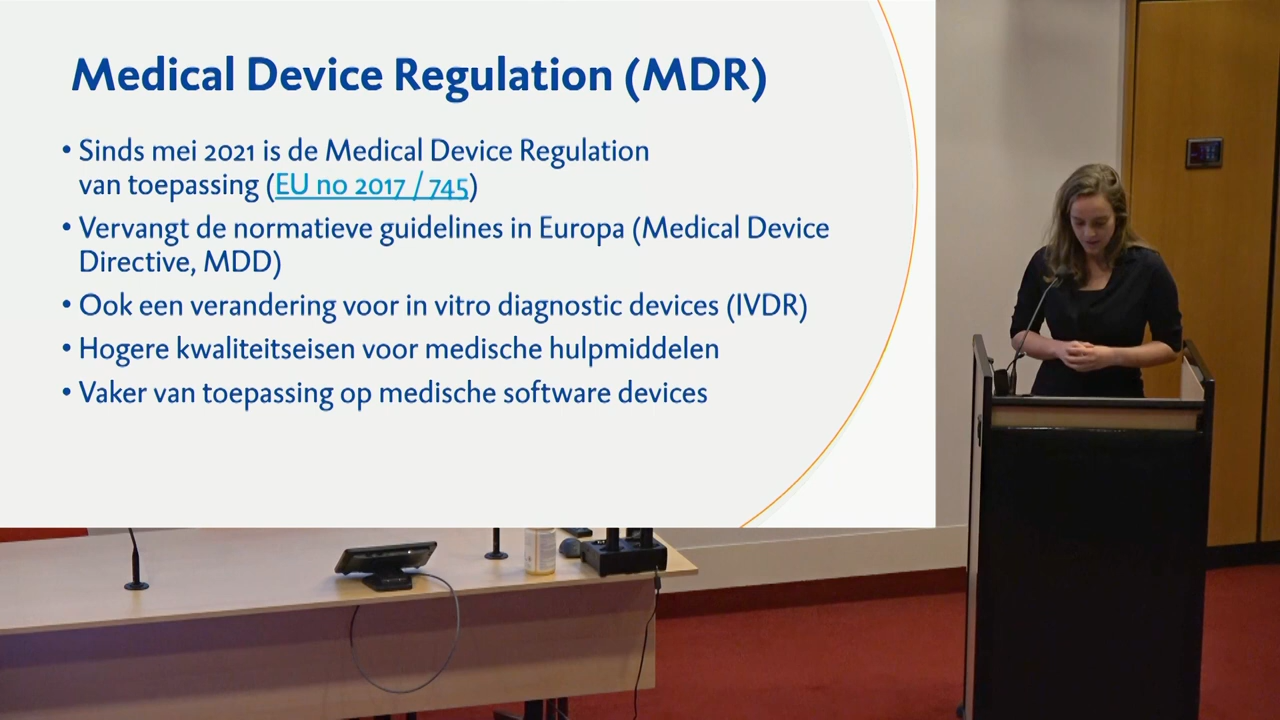 Medical Device Regulation (MDR)
• Sinds mei 2021 is de Medical Device Regulation
van toepassing (EU no 2017 / 745)
• Vervangt de normatieve guidelines in Europa (Medical Device
Directive, MDD)
• Ook een verandering voor in vitro diagnostic devices (IVDR)
• Hogere kwaliteitseisen voor medische hulpmiddelen
• Vaker van toepassing op medische software devices